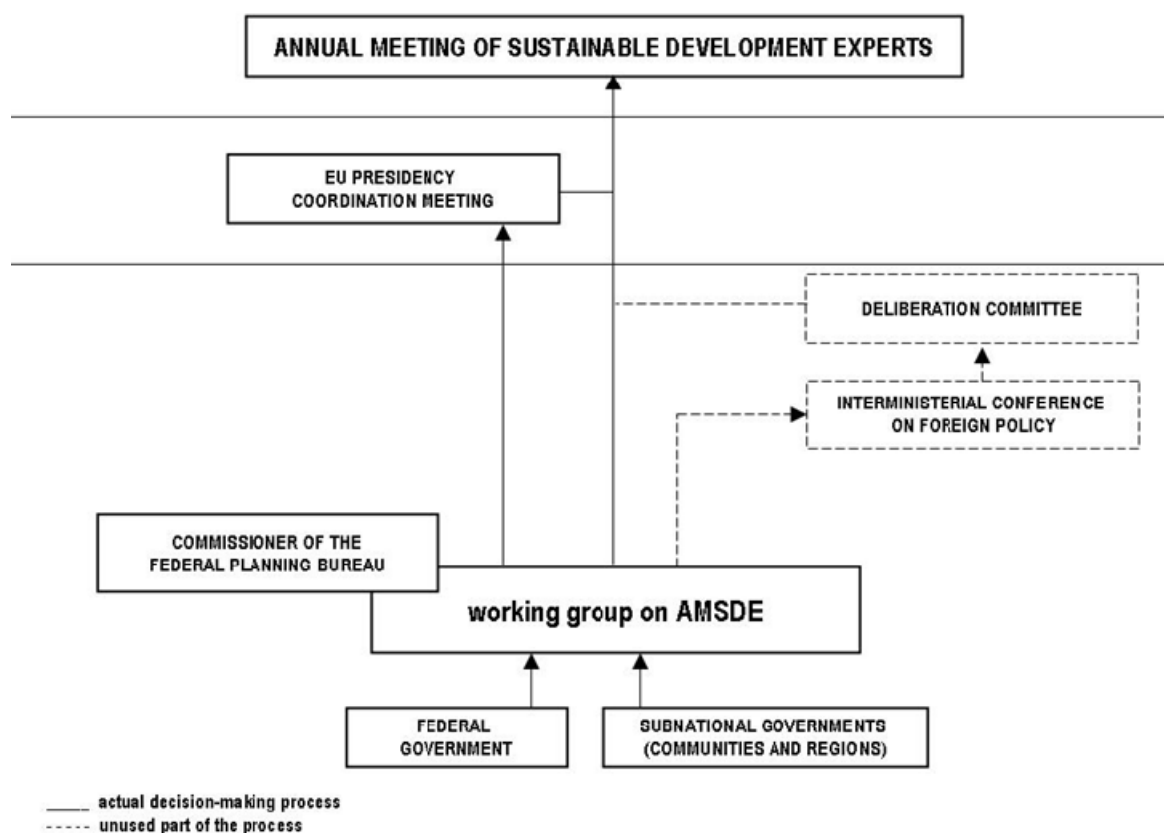 ANNUAL MEETING OF SUSTAINABLE DEVELOPMENT EXPERTS
EU PRESIDENCY
COORDINATION MEETING
DELIBERATION COMMITTEE
INTERMINISTERIAL CONFERENCE
ON FOREIGN POLICY
COMMISSIONER OF THE
FEDERAL PLANNING BUREAU
working group on AMSDE
FEDERAL
GOVERNMENT
SUBNATIONAL GOVERNMENTS
(COMMUNITIES AND REGIONS)
actual decision-making process
unused part of the process